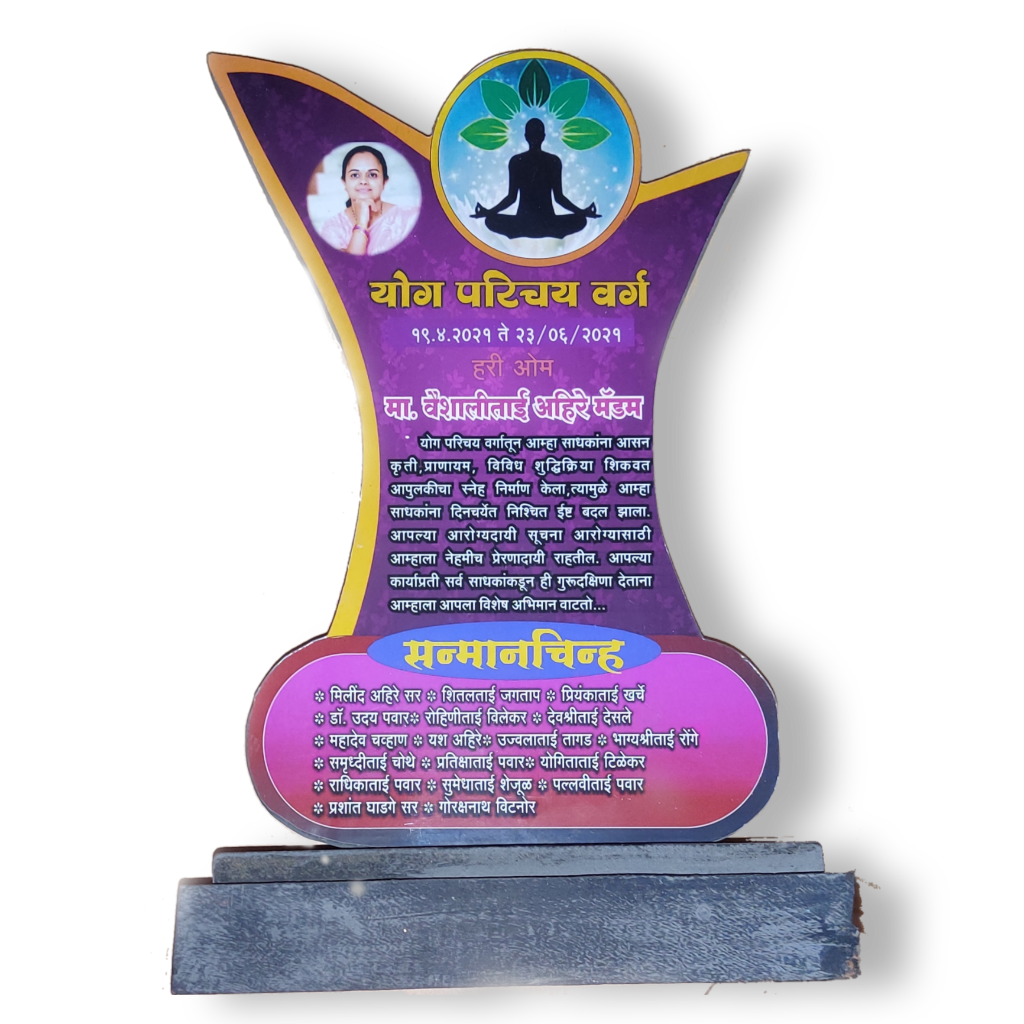 योग परिचय वर्ग
१९.४.२०२१ ते २३/०६/२०२१
हरी ओम
मा. वैशालीताई अहिरे मॅडम
योग परिचय वर्गातून आम्हा साधकांना आसन
कृती,प्राणायम, विविध शुद्धिक्रिया शिकवत
आपुलकीचा स्नेह निर्माण केला,त्यामुळे आम्हा
साधकांना दिनचर्येत निश्चित ईष्ट बदल झाला.
आपल्या आरोग्यदायी सूचना आरोग्यासाठी
आम्हाला नेहमीच प्रेरणादायी राहतील. आपल्या
कार्याप्रती सर्व साधकांकडून ही गुरूदक्षिणा देताना
आम्हाला आपला विशेष अभिमान वाटतो...
सन्मानचिन्ह
❇ मिलींद अहिरे सर ❇ शितलताई जगताप ❇ प्रियंकाताई खर्चे
❇ डॉ. उदय पवार❇ रोहिणीताई विलेकर ❇ देवश्रीताई देसले
❇ महादेव चव्हाण ❇ यश अहिरे❇ उज्वलाताई तागड ❇ भाग्यश्रीताई रोंगे
❇ समृध्दीताई चोथे ❇ प्रतिक्षाताई पवार❇ योगिताताई टिळेकर
❇ राधिकाताई पवार ❇ सुमेधाताई शेजूळ ❇ पल्लवीताई पवार
❇ प्रशांत घाडगे सर ❇ गोरक्षनाथ विटनोर